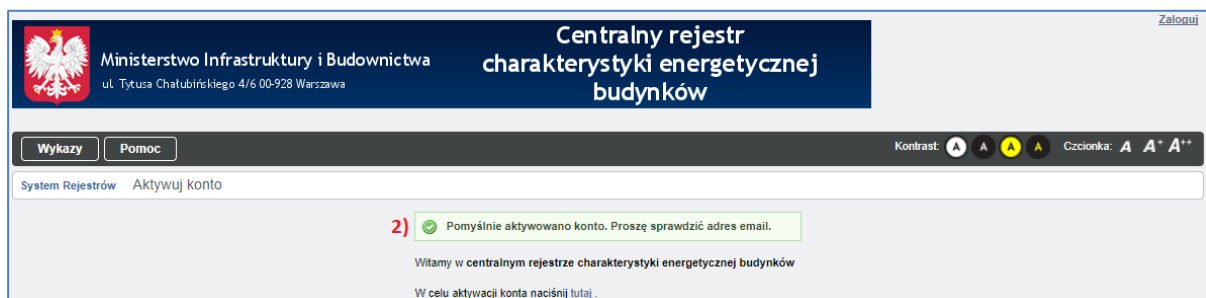 Zaloguj
Ministerstwo Infrastruktury i Budownictwa
ul. Tytusa Chałubińskiego 4/6 00-928 Warszawa
Centralny rejestr
charakterystyki energetycznej
budynków
Wykazy Pomoc Kontrast: A A A A Czcionka: A A+ A++
System Rejestrów Aktywuj konto
2) Pomyślnie aktywowano konto. Proszę sprawdzić adres email.
Witamy w centralnym rejestrze charakterystyki energetycznej budynków
W celu aktywacji konta naciśnij tutaj .